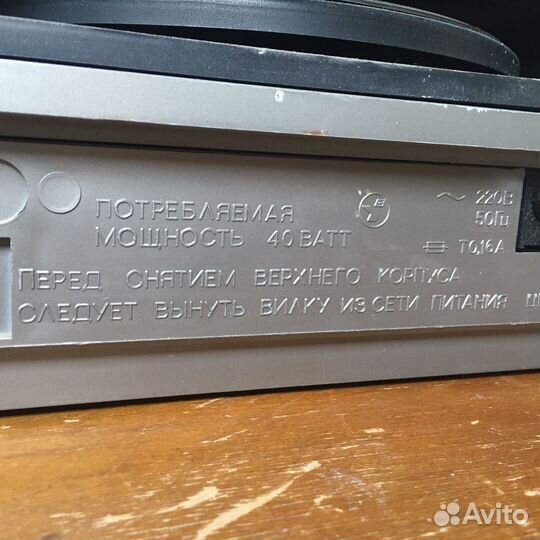 ПОТРЕБЛЯЕМАЯ
МОЩНОСТЬ 40 ВАТТ
~ 220В
50Гц
Т0,16А
ПЕРЕД СНЯТИЕМ ВЕРХНЕГО КОРПУСА
СЛЕДУЕТ ВЫНУТЬ ВИЛКУ ИЗ СЕТИ ПИТАНИЯ
Avito